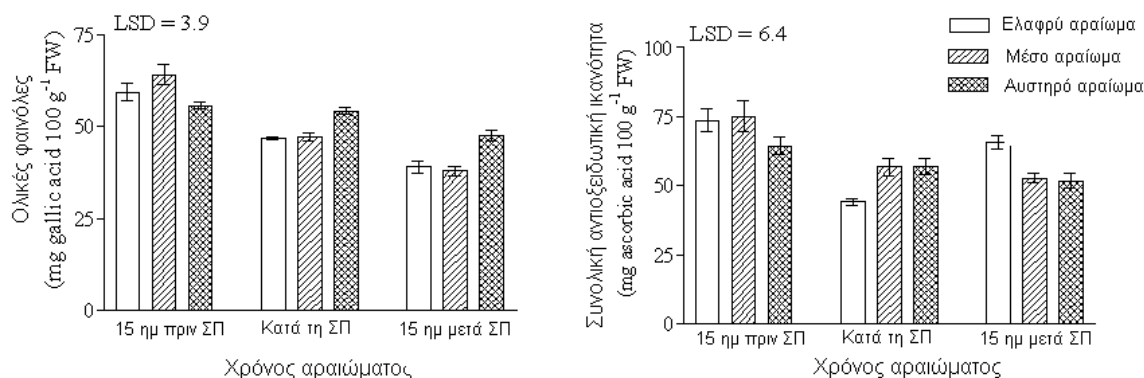 LSD = 3.9
Ολικές φαινόλες
(mg gallic acid 100 g⁻¹ FW)
75
50
25
0
15 ημ πριν ΣΠ
Κατά τη ΣΠ
15 ημ μετά ΣΠ
Χρόνος αραιώματος
LSD = 6.4
Συνολική αντιοξειδωτική ικανότητα
(mg ascorbic acid 100 g⁻¹ FW)
100
75
50
25
0
15 ημ πριν ΣΠ
Κατά τη ΣΠ
15 ημ μετά ΣΠ
Χρόνος αραιώματος
Ελαφρύ αραίωμα
Μέσο αραίωμα
Αυστηρό αραίωμα